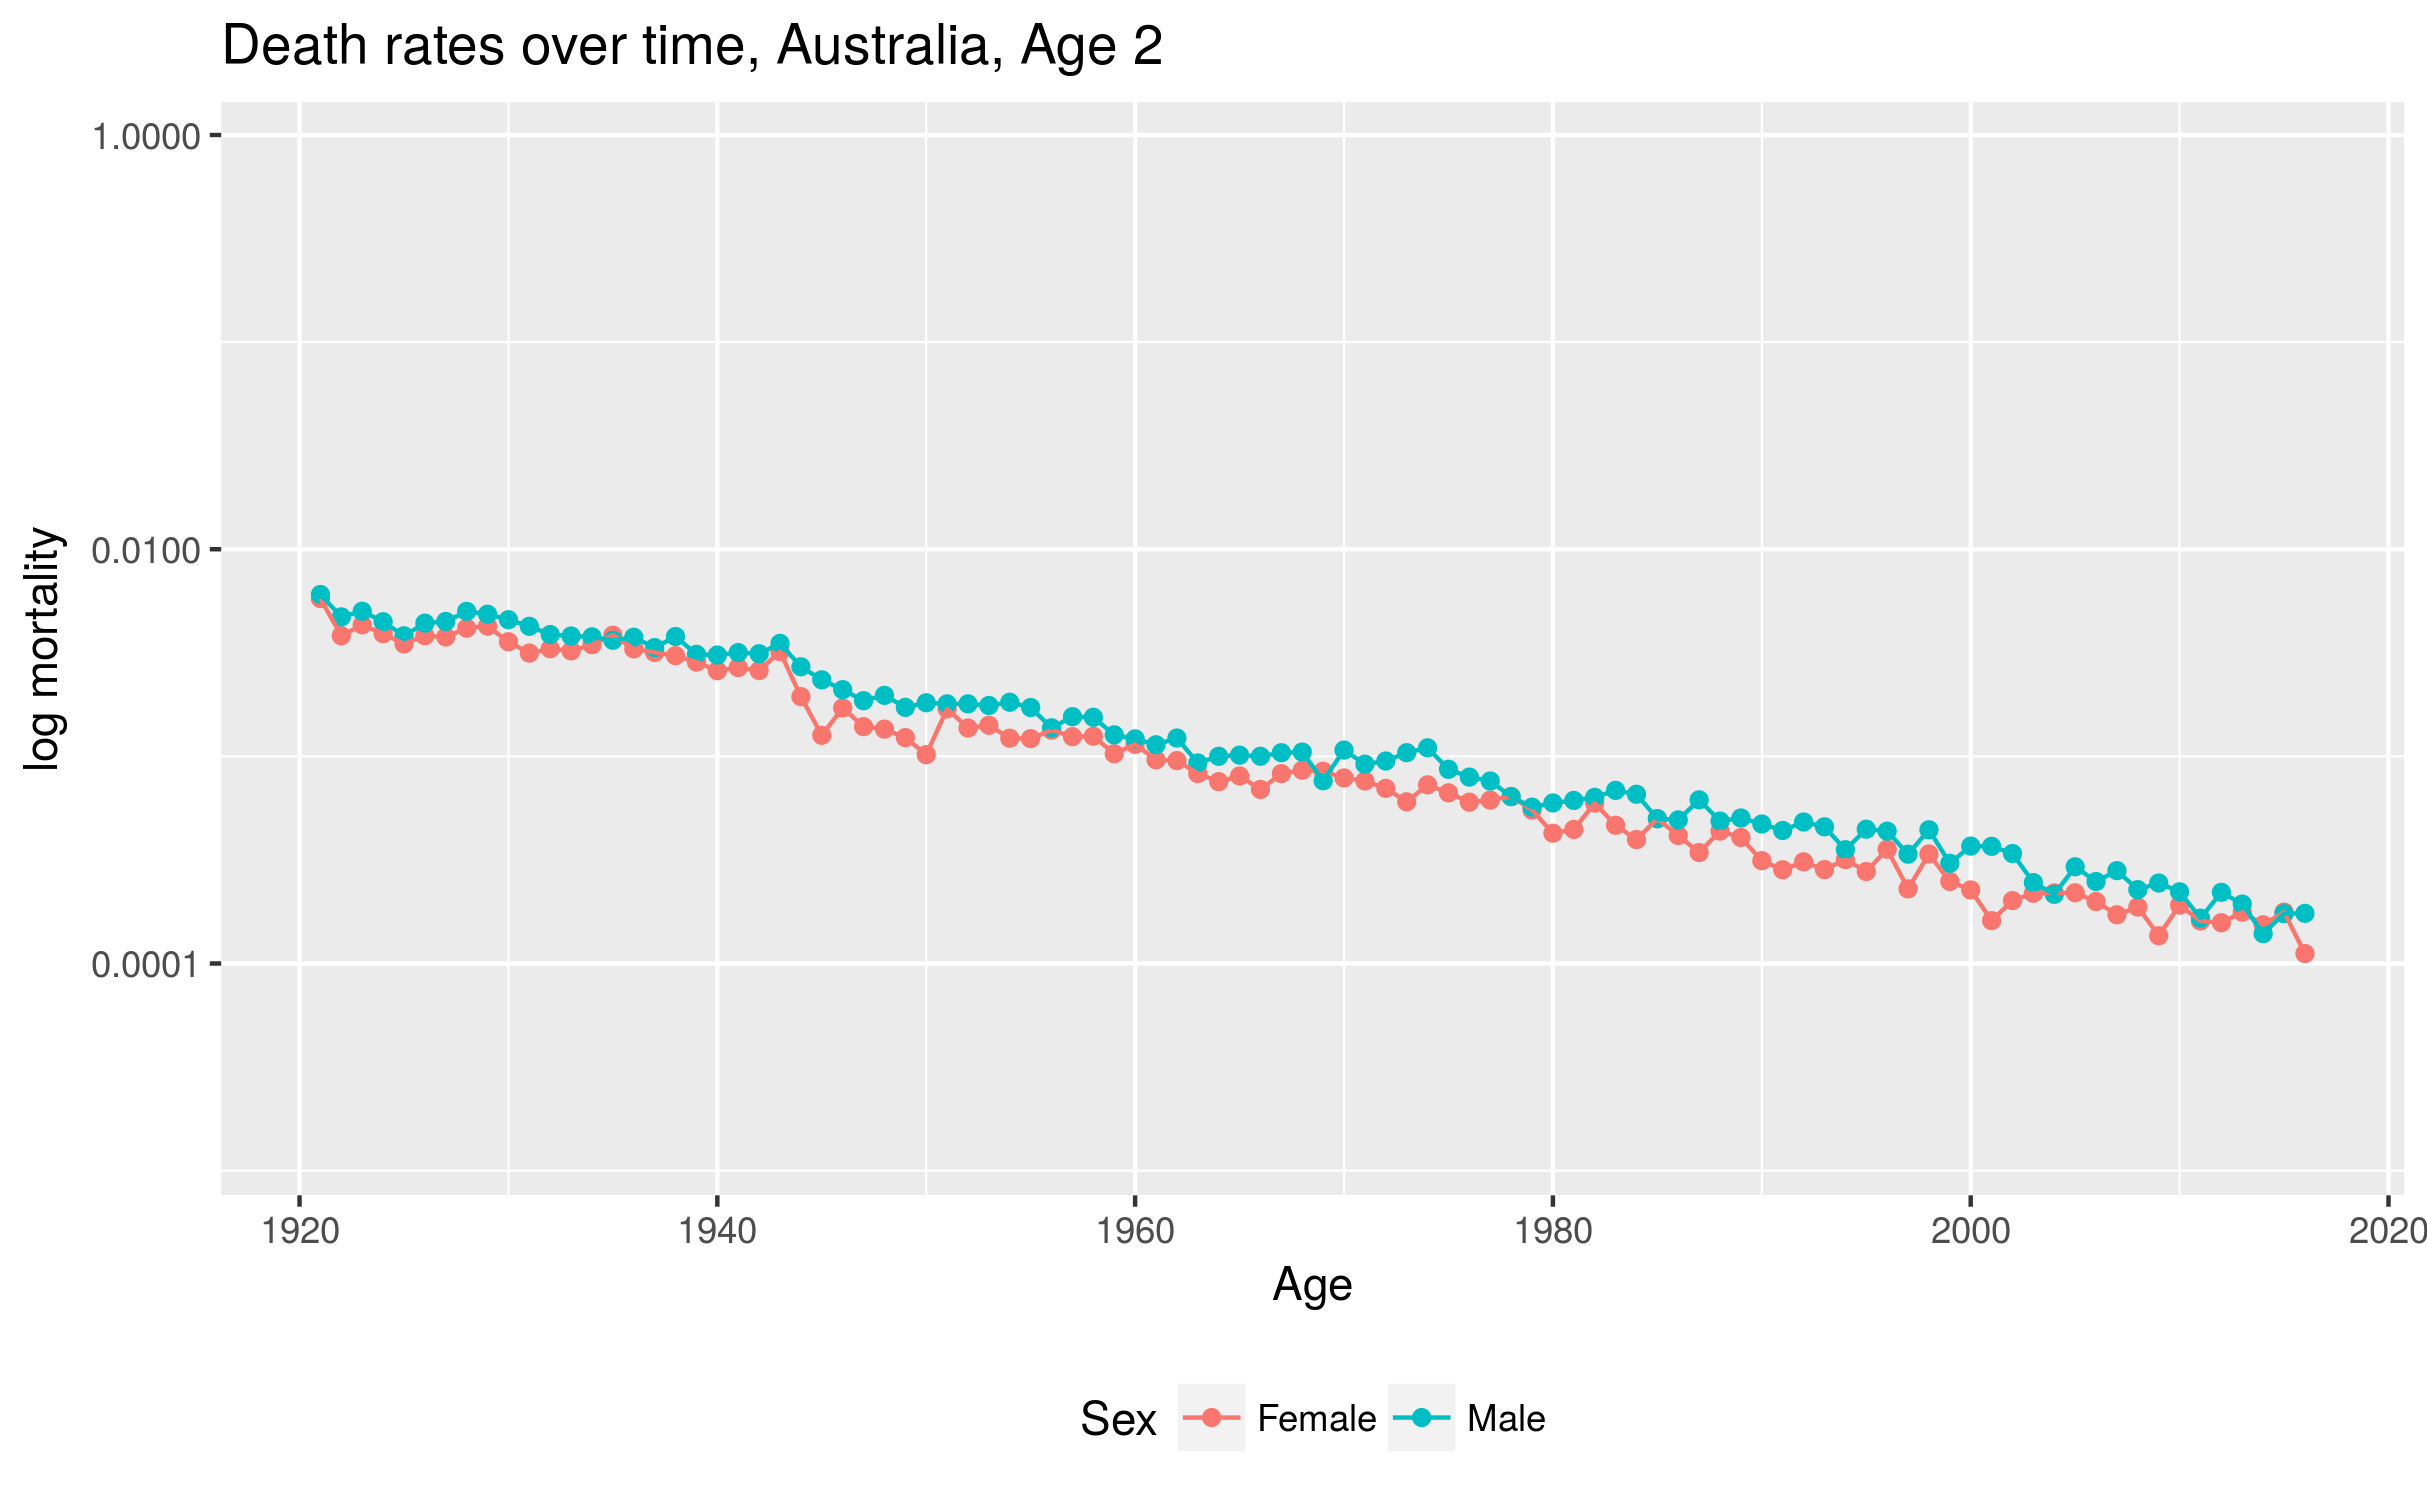 Death rates over time, Australia, Age 2
1.0000
0.0100
0.0001
log mortality
1920 1940 1960 1980 2000 2020
Age
Sex Female Male